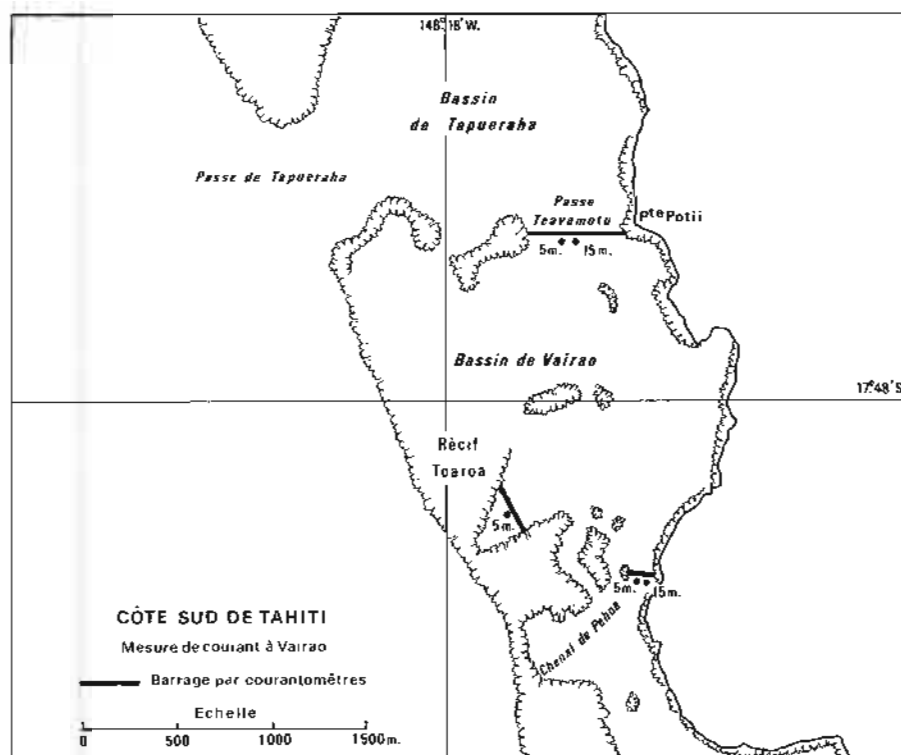 148°18'W.
Bassin
de Tapueraha
Passe de Tapueraha
Passe
Teavamotu
Pte Potii
5m. 15m.
Bassin de Vairao
17°48'S
Récif
Toaroa
5m.
5m. 15m.
Chenal de Pehoa
CÔTE SUD DE TAHITI
Mesure de courant à Vairao
Barrage par courantomètres
Echelle
0 500 1000 1500m.